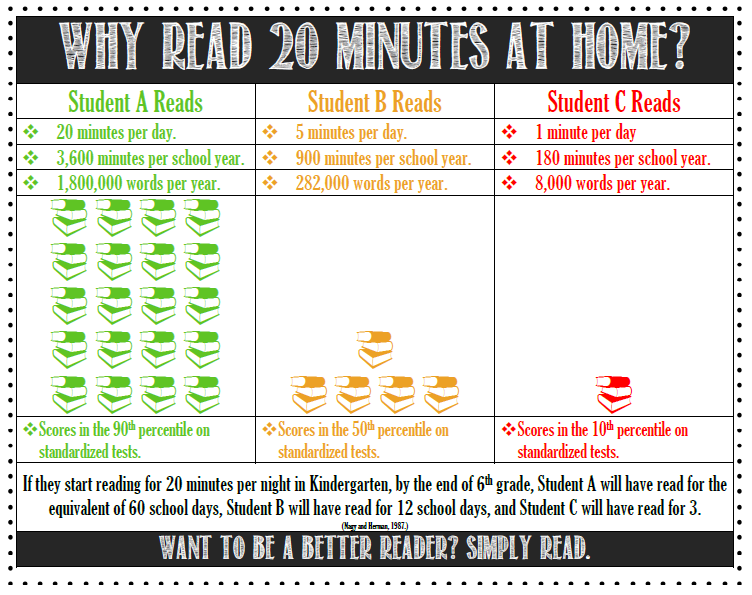 WHY READ 20 MINUTES AT HOME?
Student A Reads
20 minutes per day.
3,600 minutes per school year.
1,800,000 words per year.
Scores in the 90th percentile on
standardized tests.
Student B Reads
5 minutes per day.
900 minutes per school year.
282,000 words per year.
Scores in the 50th percentile on
standardized tests.
Student C Reads
1 minute per day
180 minutes per school year.
8,000 words per year.
Scores in the 10th percentile on
standardized tests.
If they start reading for 20 minutes per night in Kindergarten, by the end of 6th grade, Student A will have read for the
equivalent of 60 school days, Student B will have read for 12 school days, and Student C will have read for 3.
(Nagy and Herman, 1987.)
WANT TO BE A BETTER READER? SIMPLY READ.